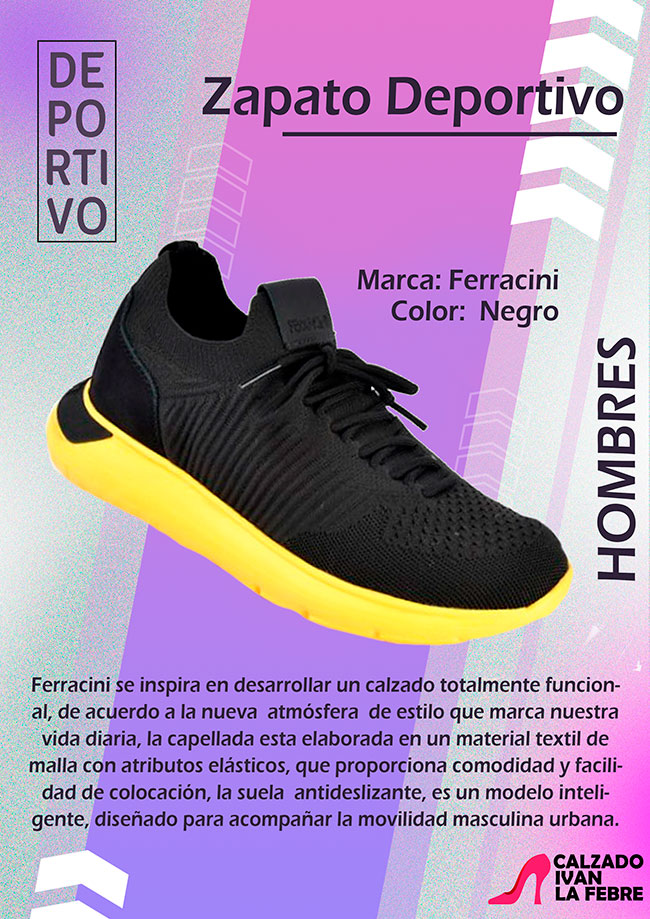 DE
PO
RTI
VO
Zapato Deportivo
Marca: Ferracini
Color: Negro
HOMBRES
Ferracini se inspira en desarrollar un calzado totalmente funcion-
al, de acuerdo a la nueva atmósfera de estilo que marca nuestra
vida diaria, la capellada esta elaborada en un material textil de
malla con atributos elásticos, que proporciona comodidad y facili-
dad de colocación, la suela antideslizante, es un modelo inteli-
gente, diseñado para acompañar la movilidad masculina urbana.
CALZADO
IVAN
LA FEBRE